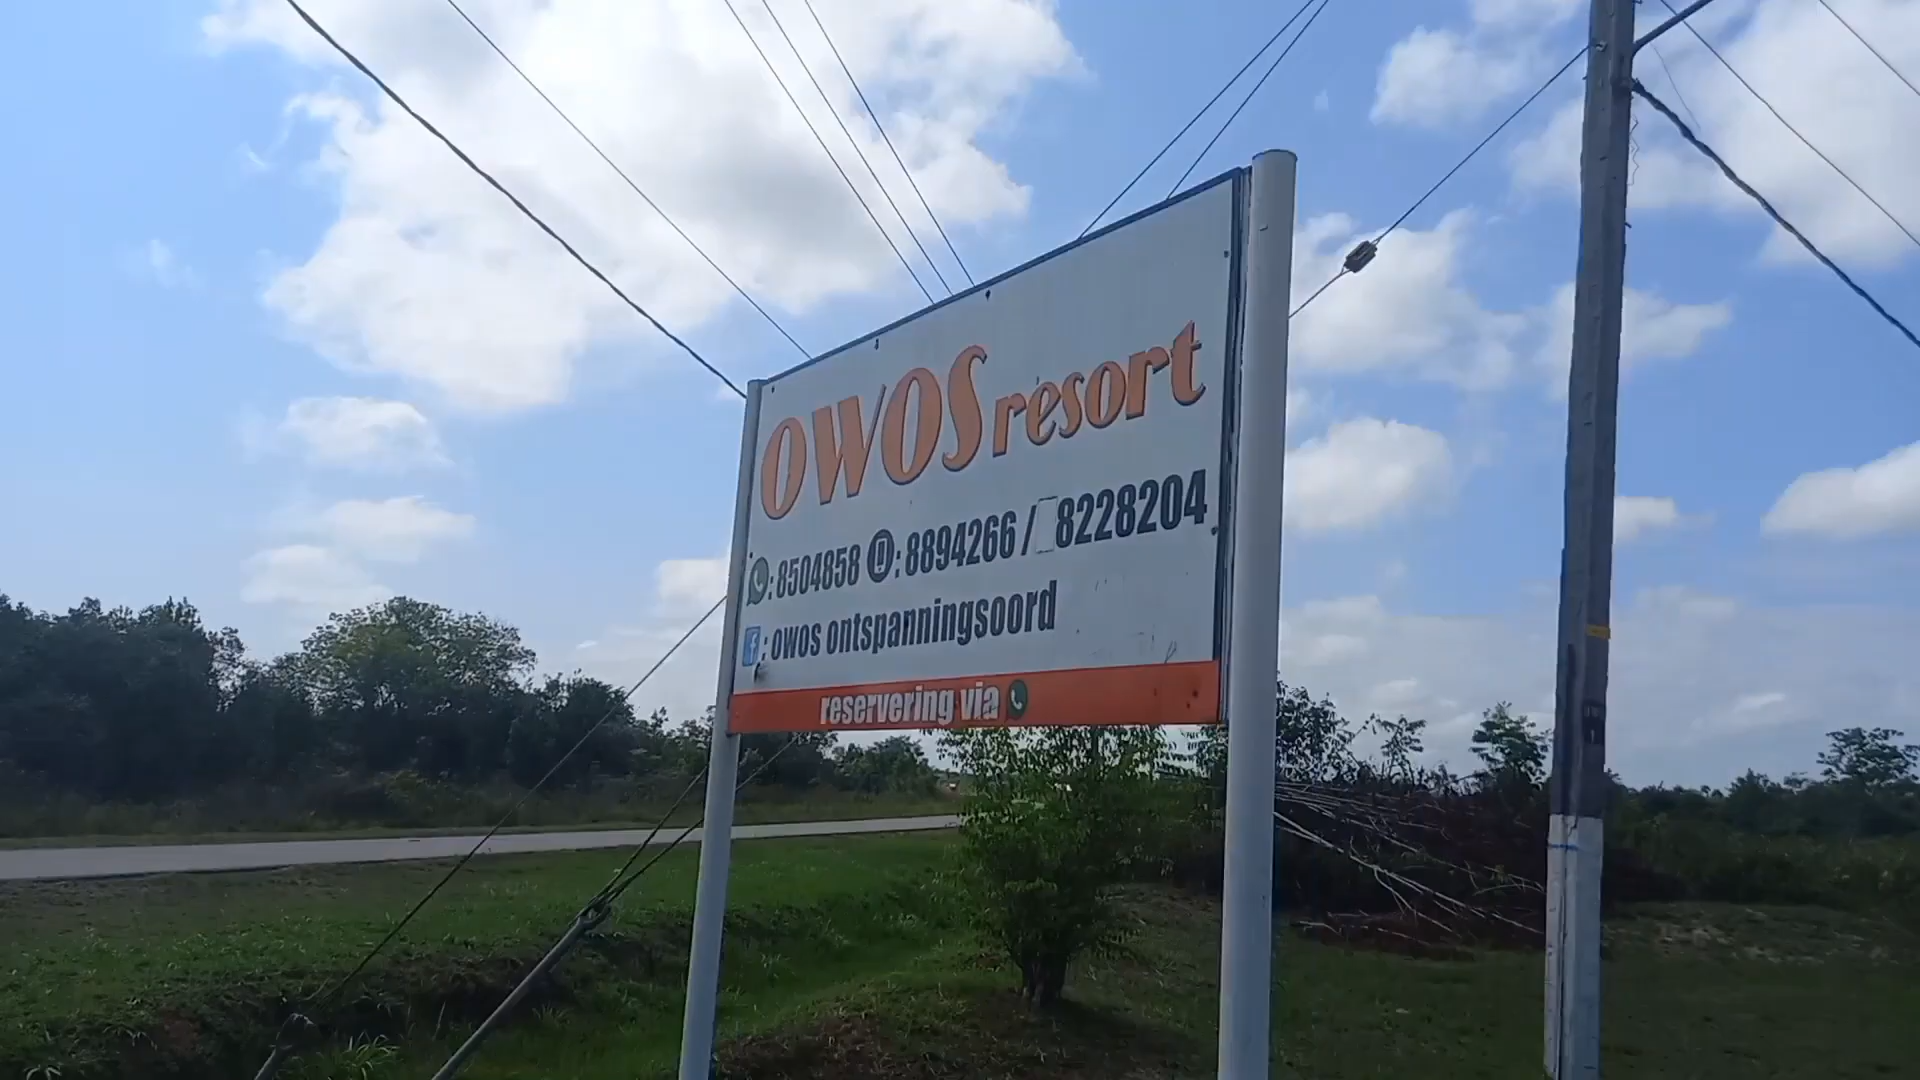 OWOS resort
: 8504858 : 8894266 / 8228204
: owos ontspanningsoord
reservering via